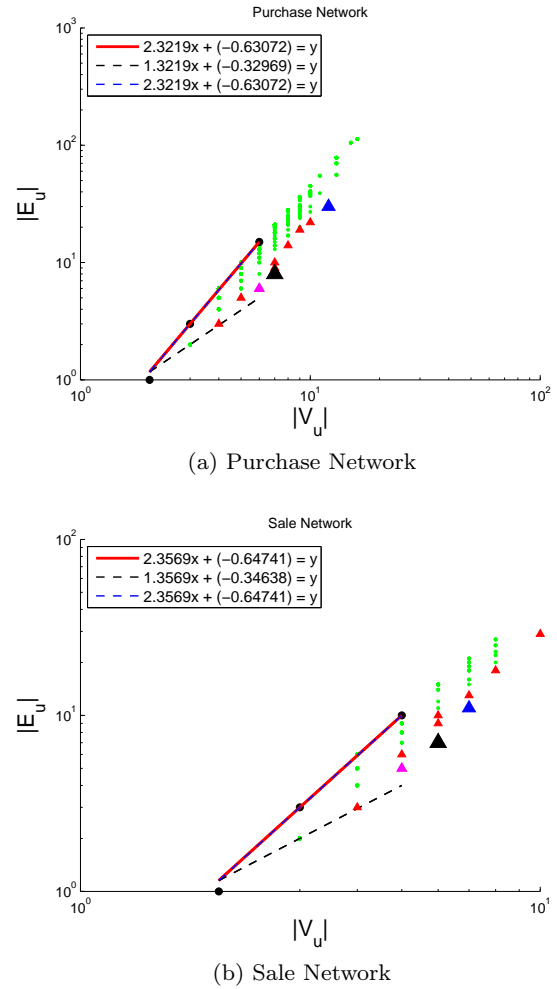 Purchase Network
10^3
2.3219x + (-0.63072) = y
1.3219x + (-0.32969) = y
2.3219x + (-0.63072) = y
10^2
|E_u|
10^1
10^0
10^0
10^1
10^2
|V_u|
(a) Purchase Network
Sale Network
10^2
2.3569x + (-0.64741) = y
1.3569x + (-0.34638) = y
2.3569x + (-0.64741) = y
|E_u|
10^1
10^0
10^0
10^1
|V_u|
(b) Sale Network